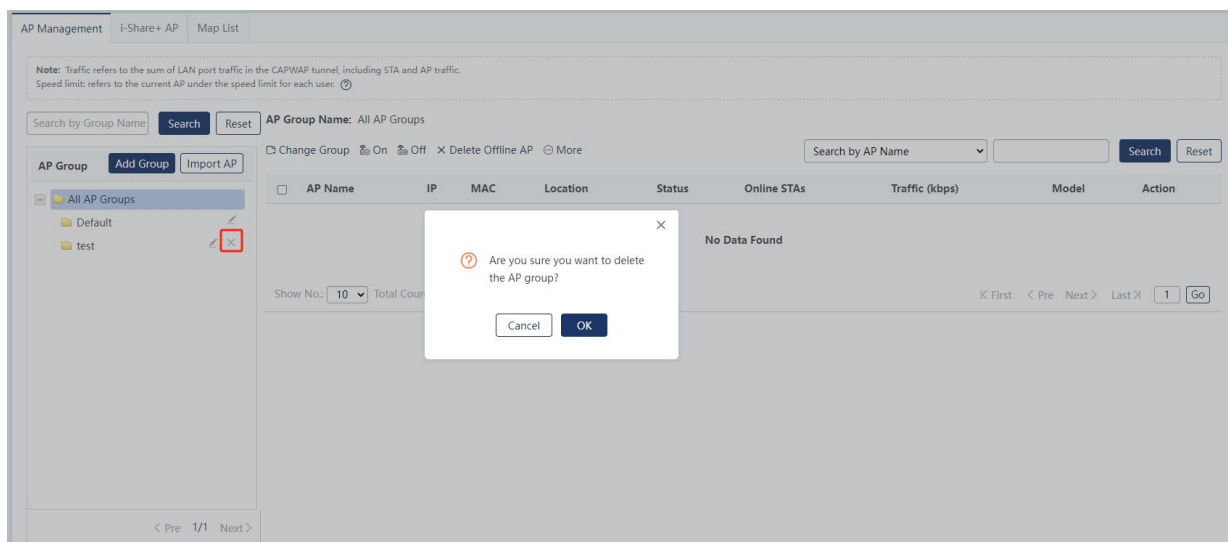 AP Management i-Share+ AP Map List
Note: Traffic refers to the sum of LAN port traffic in the CAPWAP tunnel, including STA and AP traffic.
Speed limit: refers to the current AP under the speed limit for each user.
Search by Group Name Search Reset AP Group Name: All AP Groups
Change Group On Off Delete Offline AP More Search by AP Name Search Reset
AP Group Add Group Import AP
AP Name IP MAC Location Status Online STAs Traffic (kbps) Model Action
All AP Groups
Default
test
No Data Found
Are you sure you want to delete
the AP group?
Show No.: 10 Total Cour
First Pre Next Last 1 Go
Cancel OK
Pre 1/1 Next